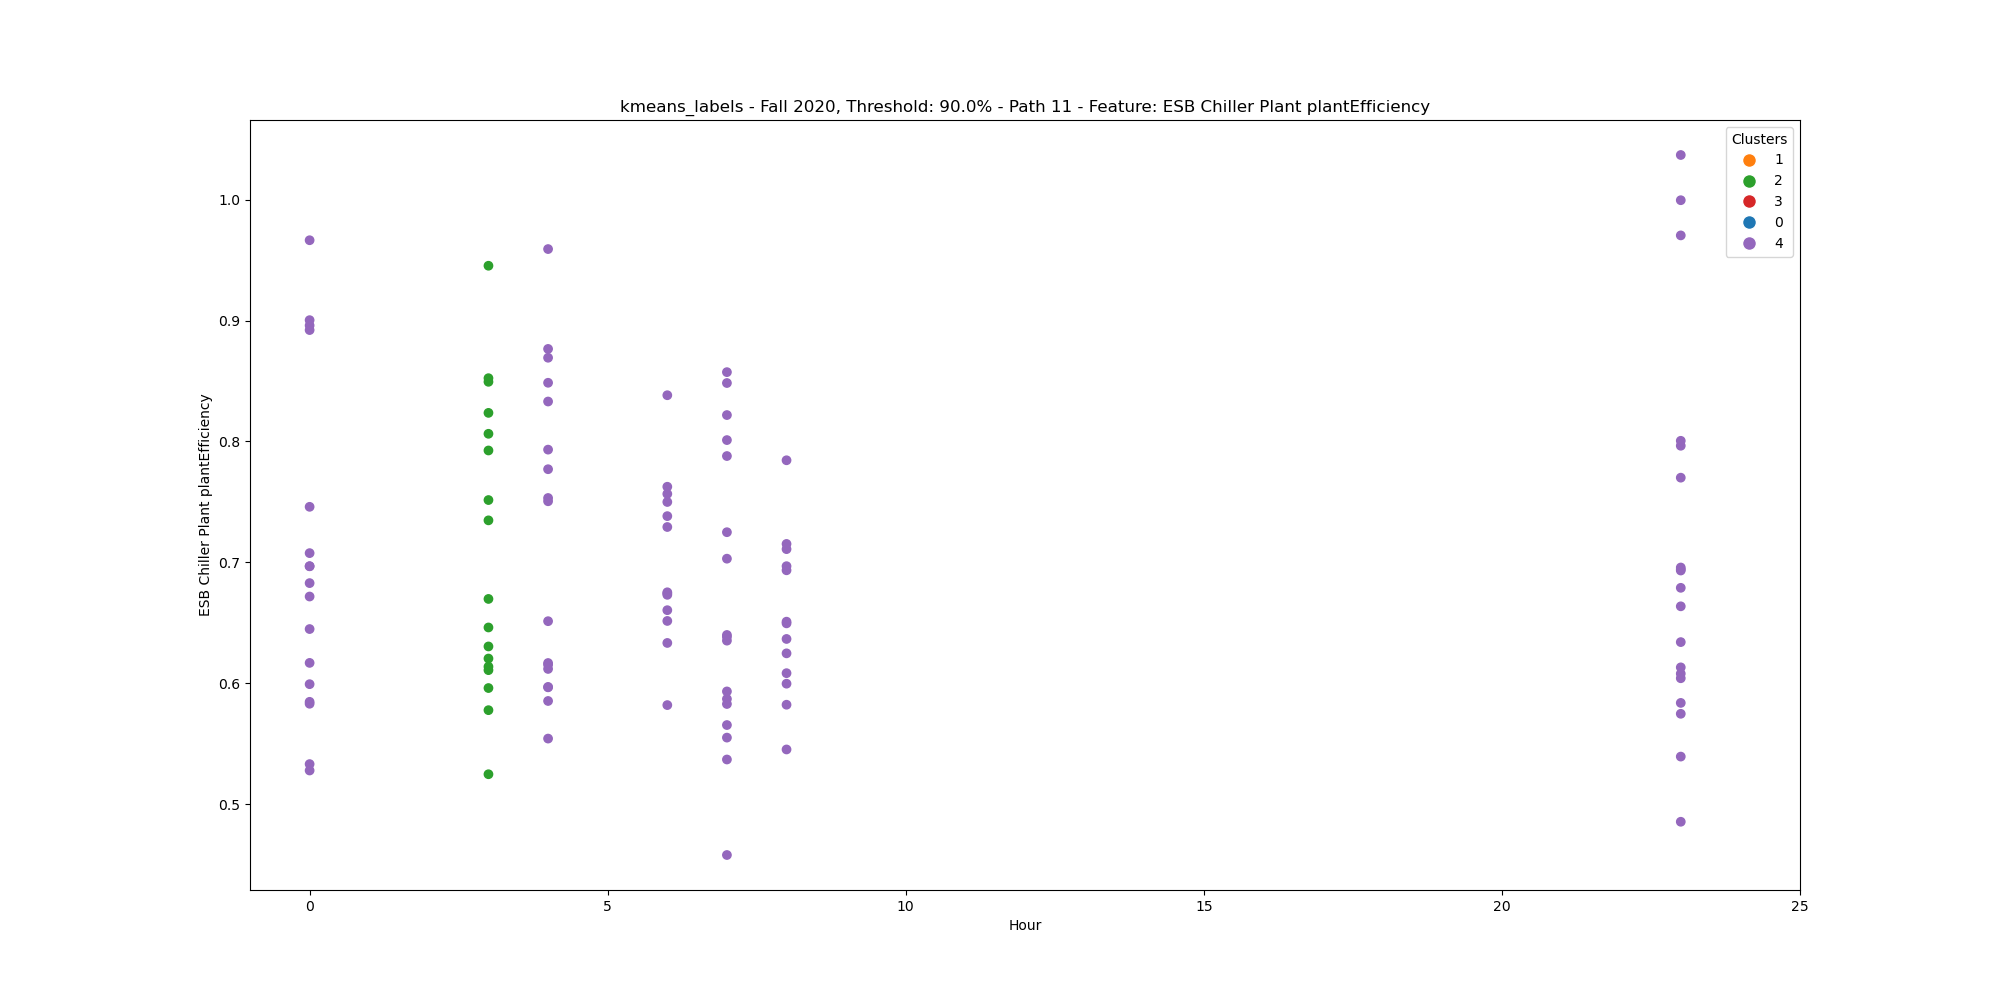 kmeans_labels - Fall 2020, Threshold: 90.0% - Path 11 - Feature: ESB Chiller Plant plantEfficiency
Clusters
1
2
3
0
4
1.0
0.9
0.8
0.7
0.6
0.5
ESB Chiller Plant plantEfficiency
0 5 10 15 20 25
Hour